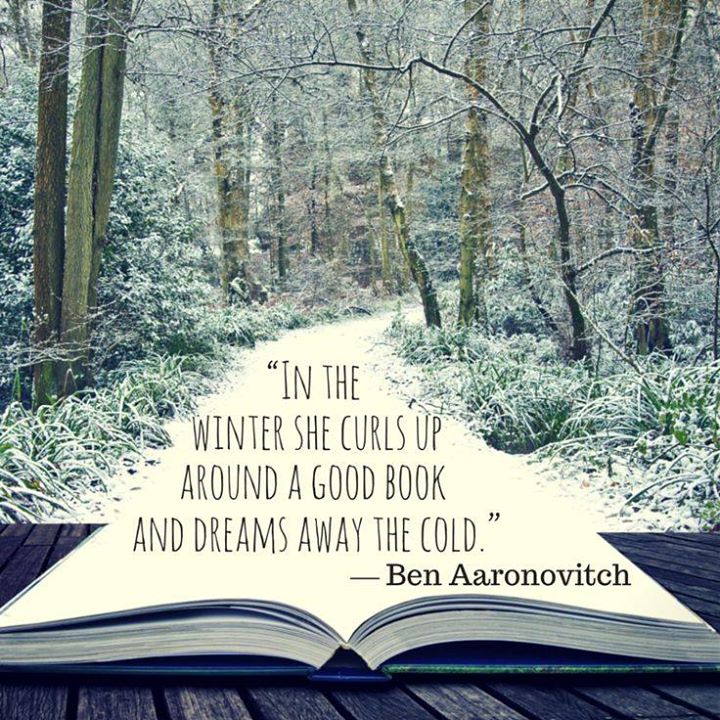 “In the
winter she curls up
around a good book
and dreams away the cold.”
— Ben Aaronovitch